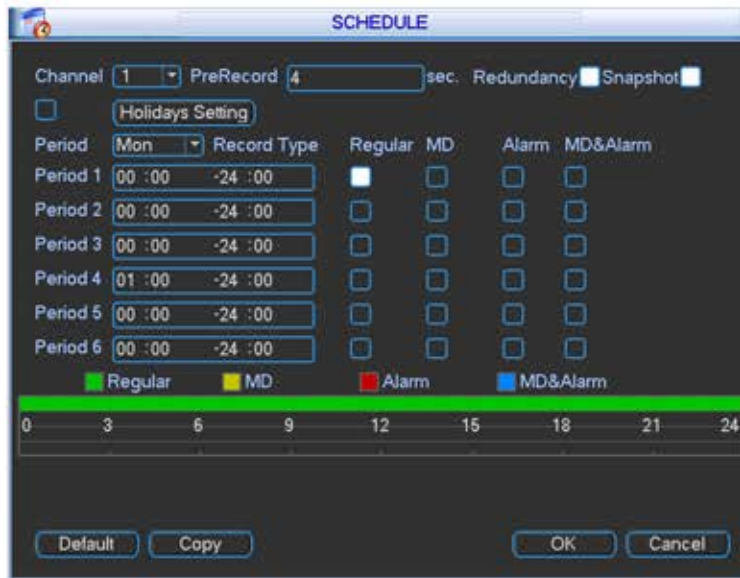 SCHEDULE
Channel 1 PreRecord 4 sec. Redundancy Snapshot
Holidays Setting
Period Mon Record Type Regular MD Alarm MD&Alarm
Period 1 00 :00 -24 :00
Period 2 00 :00 -24 :00
Period 3 00 :00 -24 :00
Period 4 01 :00 -24 :00
Period 5 00 :00 -24 :00
Period 6 00 :00 -24 :00
Regular MD Alarm MD&Alarm
0 3 6 9 12 15 18 21 24
Default Copy OK Cancel